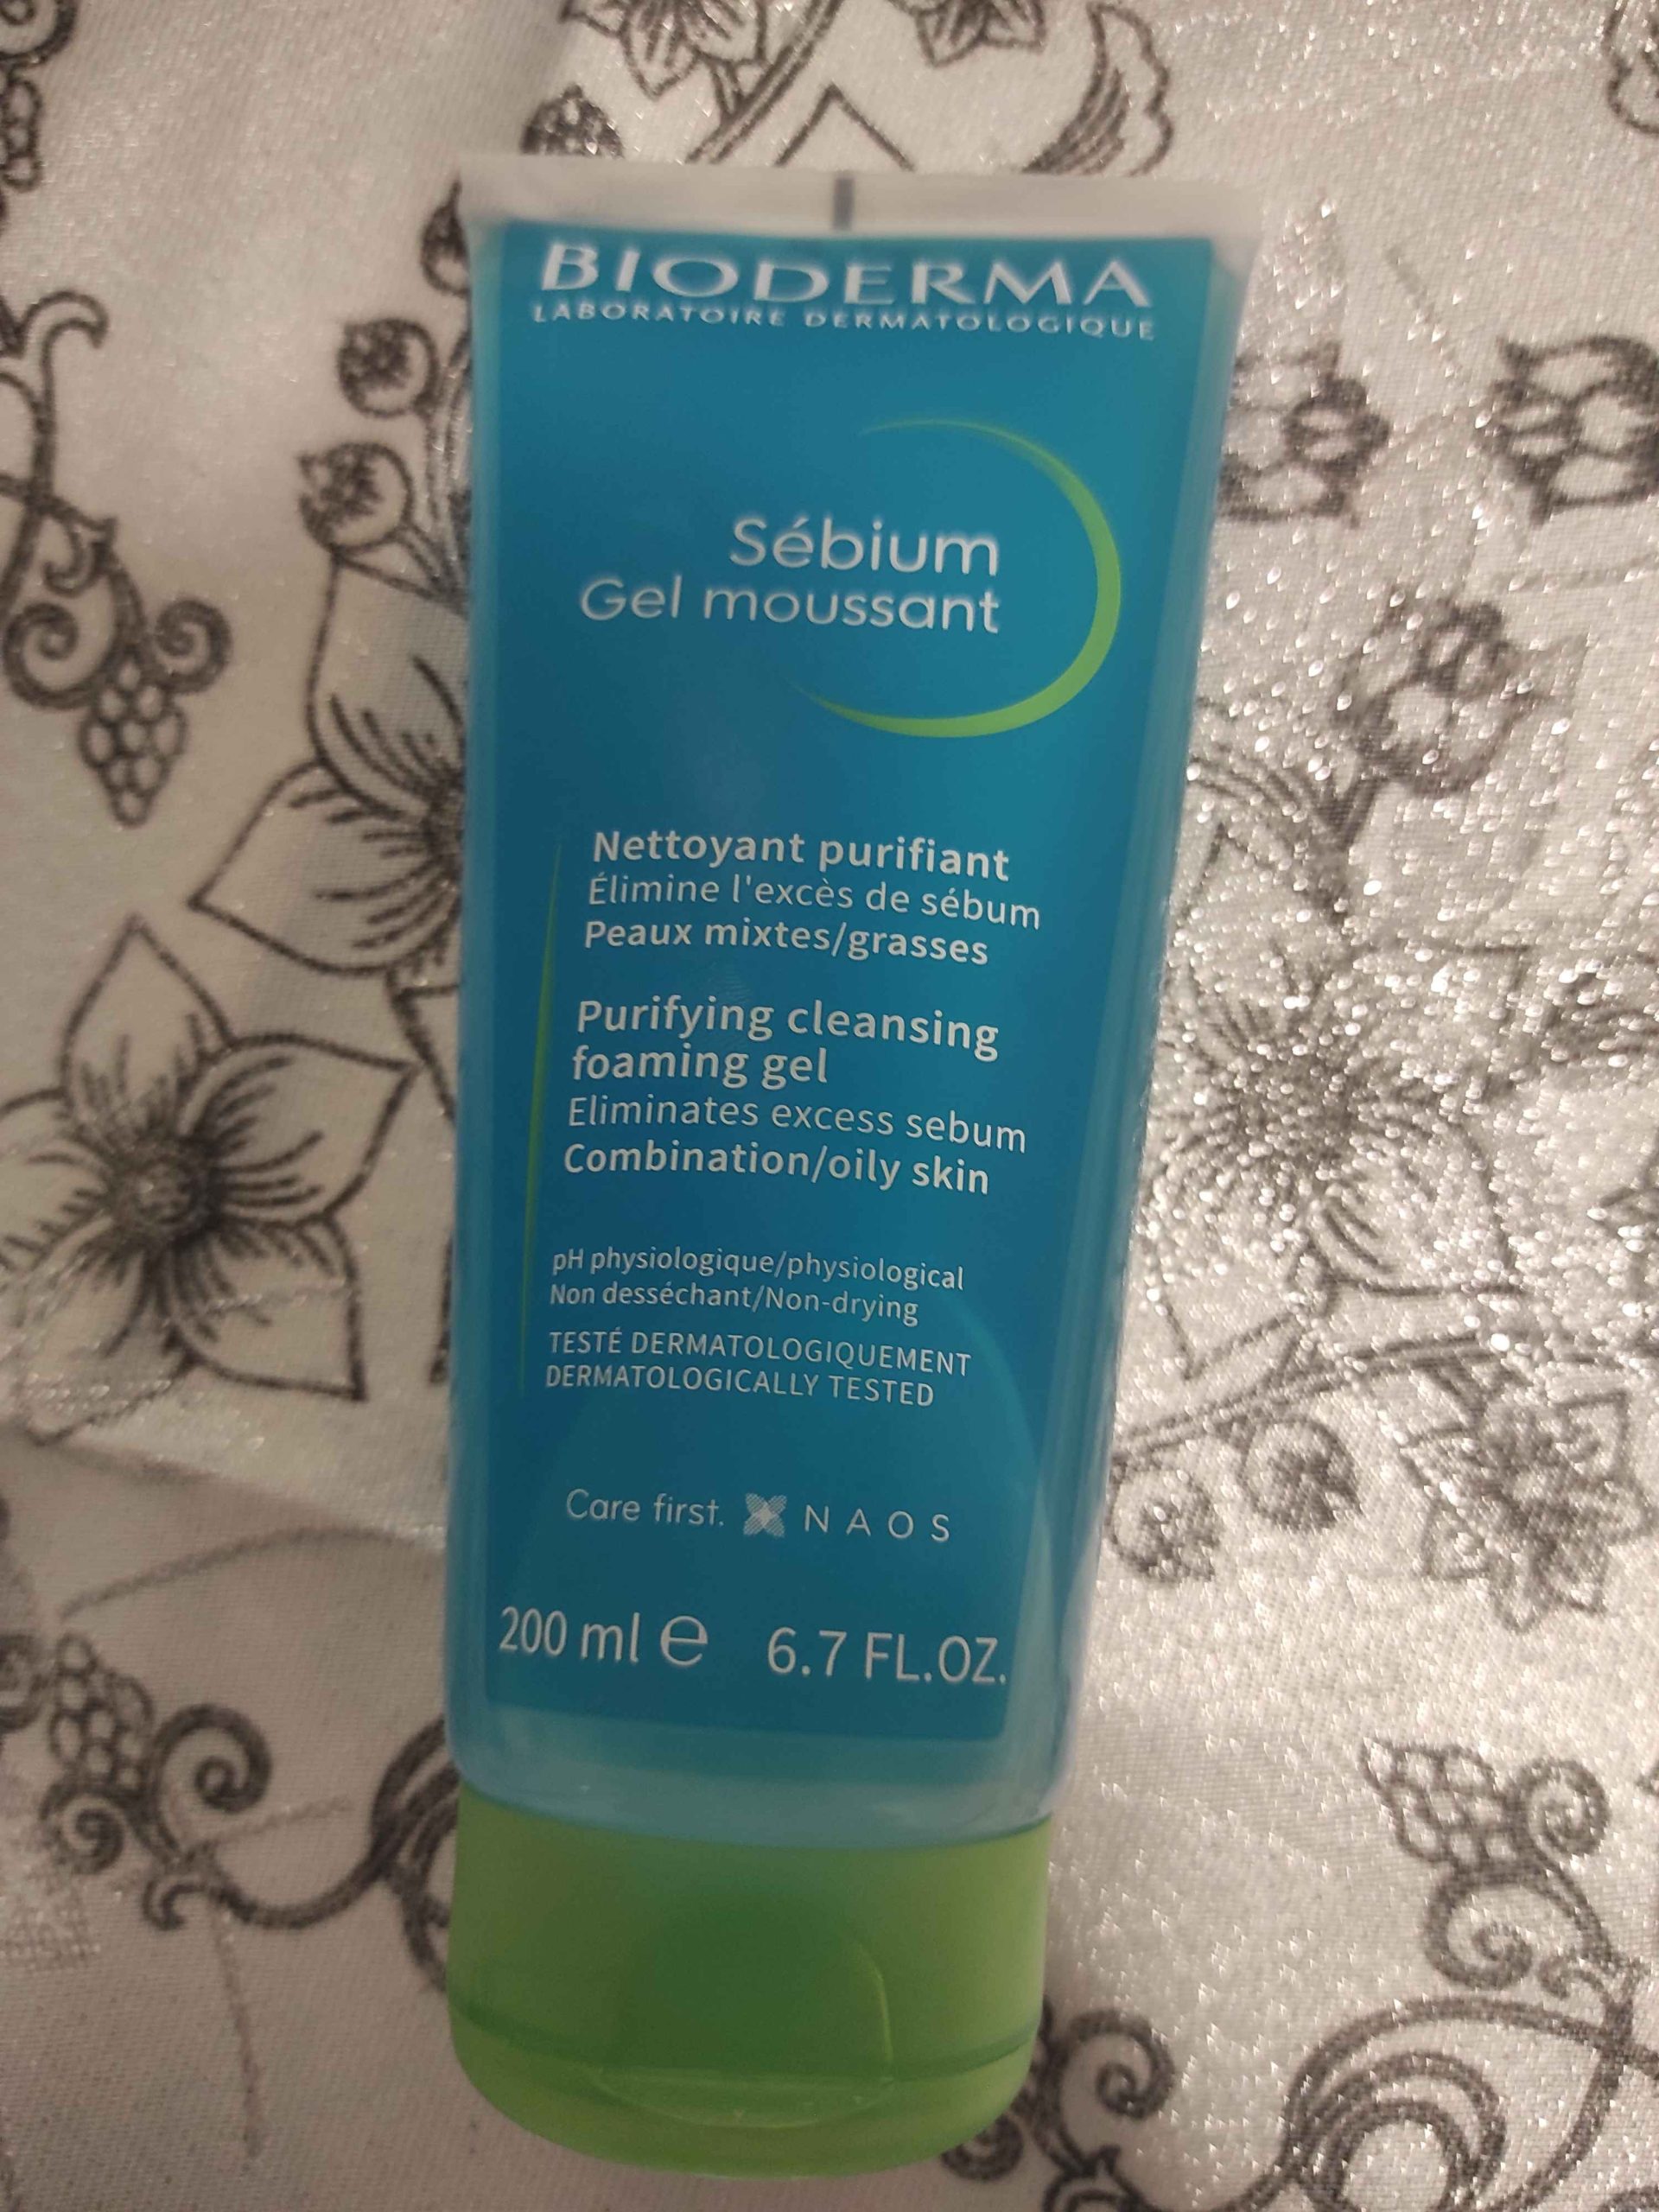 BIODERMA
LABORATOIRE DERMATOLOGIQUE
Sébium
Gel moussant
Nettoyant purifiant
Élimine l'excès de sébum
Peaux mixtes/grasses
Purifying cleansing
foaming gel
Eliminates excess sebum
Combination/oily skin
pH physiologique/physiological
Non desséchant/Non-drying
TESTÉ DERMATOLOGIQUEMENT
DERMATOLOGICALLY TESTED
Care first. NAOS
200 ml e 6.7 FL.OZ.